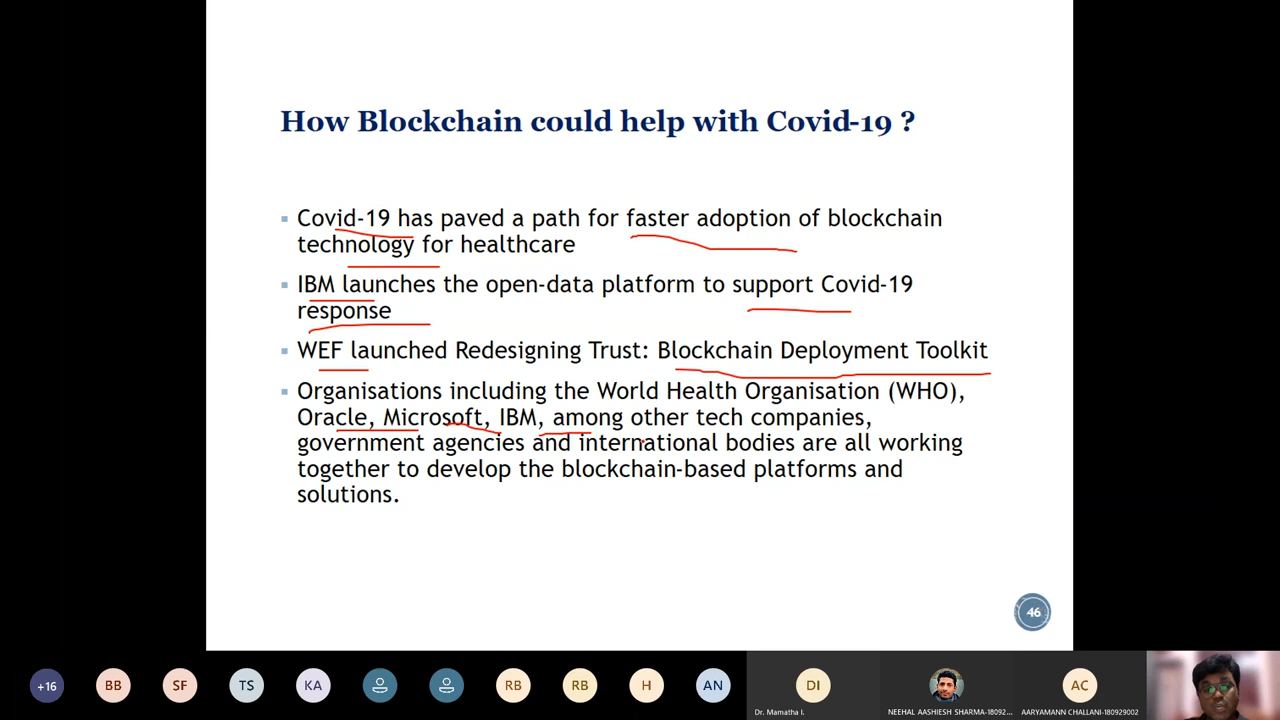 How Blockchain could help with Covid-19 ?
Covid-19 has paved a path for faster adoption of blockchain
technology for healthcare
IBM launches the open-data platform to support Covid-19
response
WEF launched Redesigning Trust: Blockchain Deployment Toolkit
Organisations including the World Health Organisation (WHO),
Oracle, Microsoft, IBM, among other tech companies,
government agencies and international bodies are all working
together to develop the blockchain-based platforms and
solutions.
46
+16
BB
SF
TS
KA
RB
RB
H
AN
DI
AC
Dr. Mamatha I.
NEEHAL AASHIESH SHARMA-18092...
AARYAMANN CHALLANI-180929002